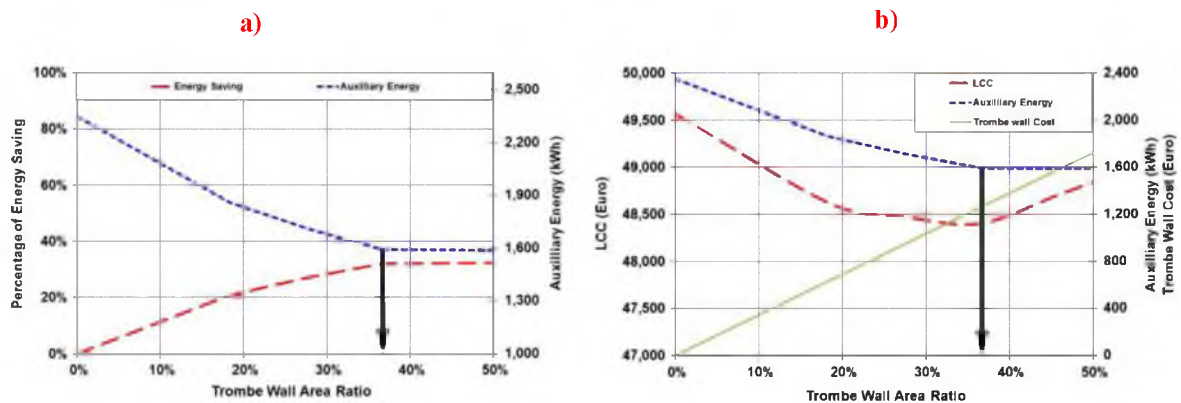 a)
100%
80%
60%
40%
20%
0%
Percentage of Energy Saving
Energy Saving
Auxilliary Energy
2,500
2,200
1,900
1,600
1,300
1,000
Auxilliary Energy (kWh)
0%
10%
20%
30%
40%
50%
Trombe Wall Area Ratio
b)
50,000
49,500
49,000
48,500
48,000
47,500
47,000
LCC (Euro)
LCC
Auxilliary Energy
Trombe wall Cost
2,400
2,000
1,600
1,200
800
400
0
Auxilliary Energy (kWh)
Trombe Wall Cost (Euro)
0%
10%
20%
30%
40%
50%
Trombe Wall Area Ratio